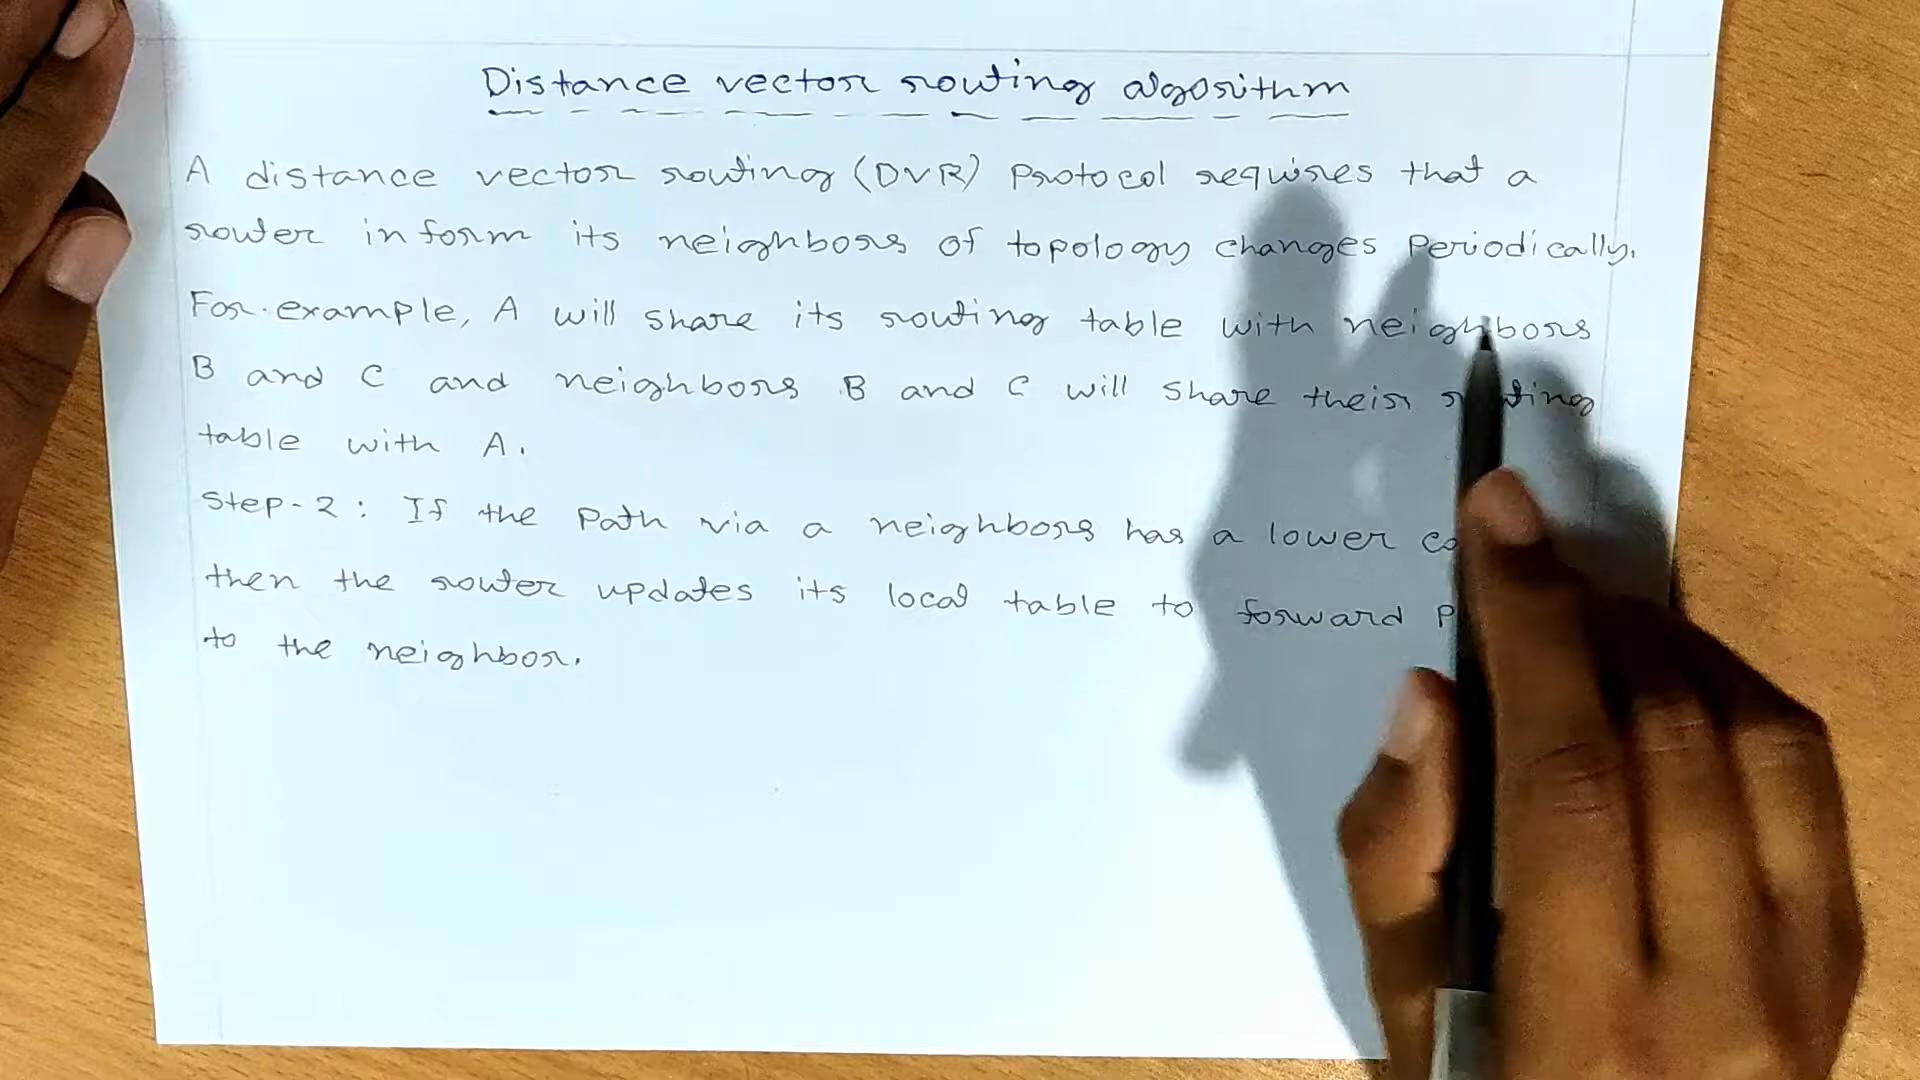 Distance vector routing algorithm
A distance vector routing (DVR) Protocol requires that a
router inform its neighbors of topology changes Periodically.
For example, A will share its routing table with neighbors
B and C and neighbors B and C will share their routing
table with A.
Step-2: If the Path via a neighbors has a lower
then the router updates its local table to forward
to the neighbor.